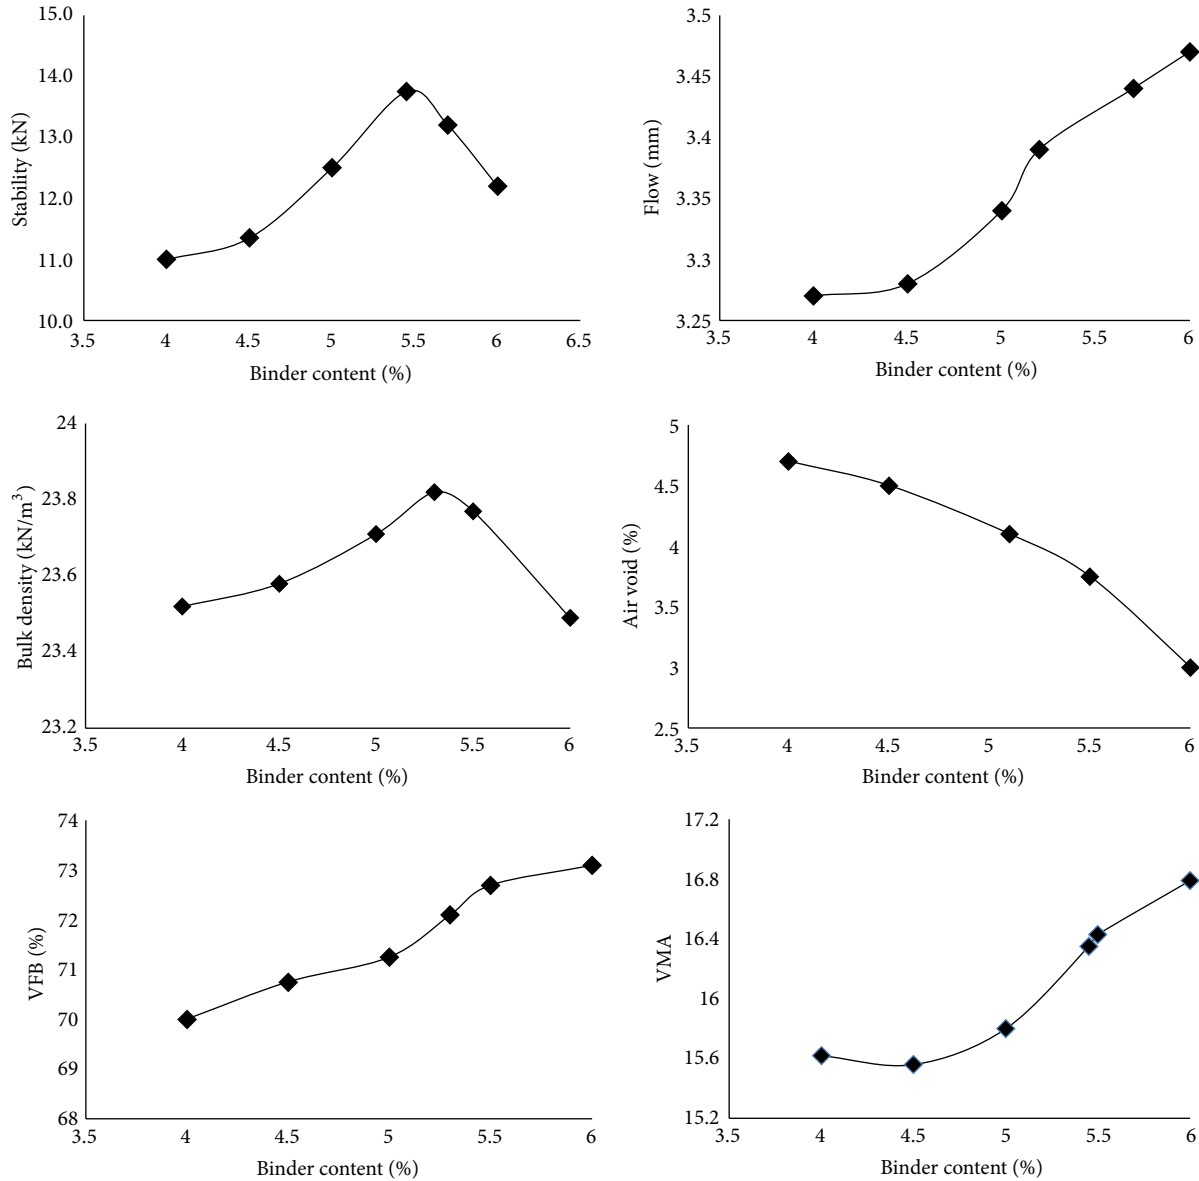 15.0
14.0
13.0
12.0
11.0
10.0
Stability (kN)
3.5 4 4.5 5 5.5 6 6.5
Binder content (%)
3.5
3.45
3.4
3.35
3.3
3.25
Flow (mm)
3.5 4 4.5 5 5.5 6
Binder content (%)
24
23.8
23.6
23.4
23.2
Bulk density (kN/m³)
3.5 4 4.5 5 5.5 6
Binder content (%)
5
4.5
4
3.5
3
2.5
Air void (%)
3.5 4 4.5 5 5.5 6
Binder content (%)
74
73
72
71
70
69
68
VFB (%)
3.5 4 4.5 5 5.5 6
Binder content (%)
17.2
16.8
16.4
16
15.6
15.2
VMA
3.5 4 4.5 5 5.5 6
Binder content (%)